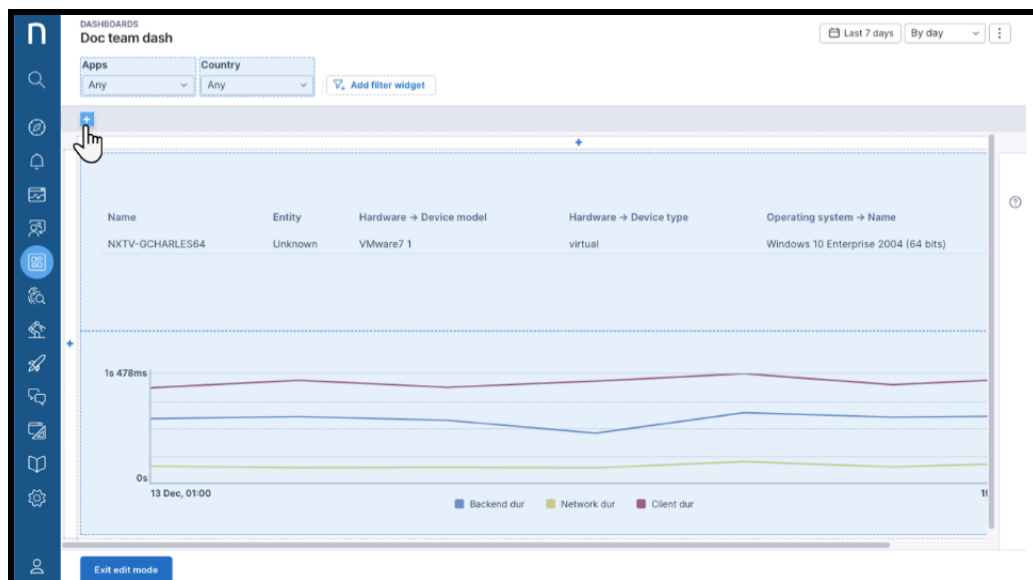 n
DASHBOARDS
Doc team dash
Last 7 days
By day
Apps
Country
Any
Any
Add filter widget
Name Entity Hardware → Device model Hardware → Device type Operating system → Name
NXTV-GCHARLES64 Unknown VMware7 1 virtual Windows 10 Enterprise 2004 (64 bits)
1s 478ms
0s
13 Dec, 01:00
Backend dur Network dur Client dur
Exit edit mode